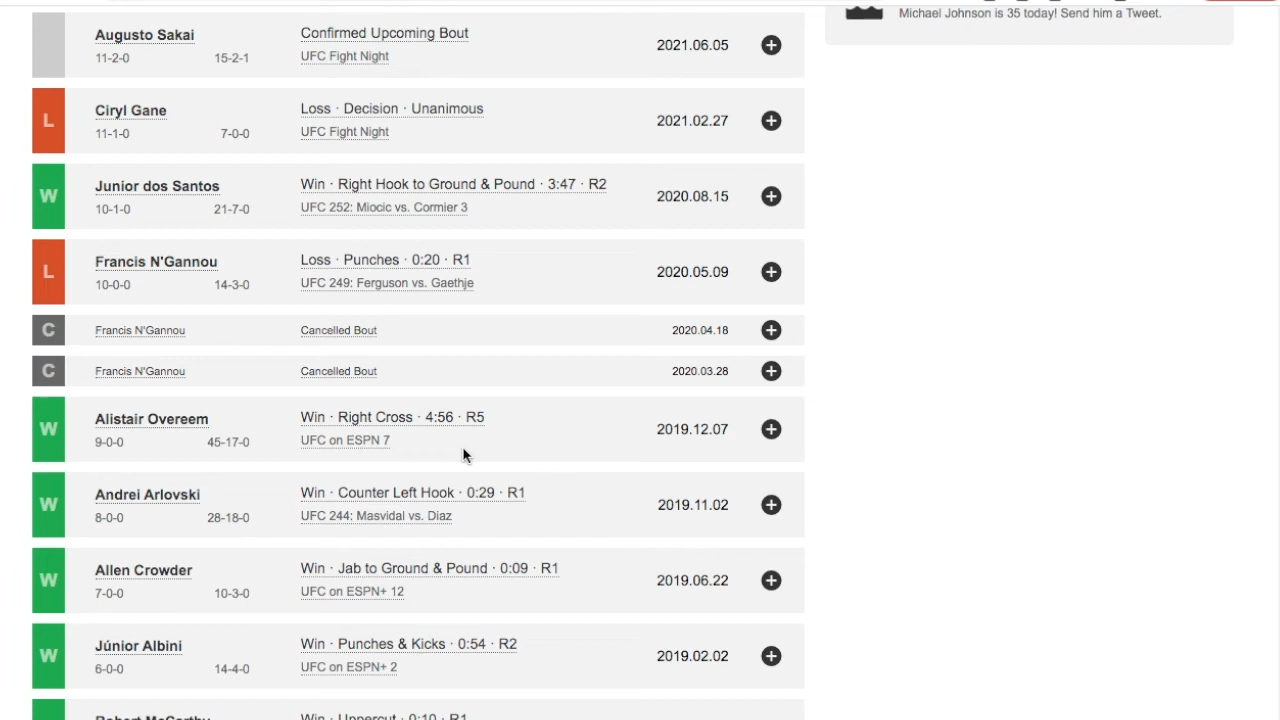 Michael Johnson is 35 today! Send him a Tweet.
Augusto Sakai
11-2-0 15-2-1
Confirmed Upcoming Bout
UFC Fight Night
2021.06.05
L
Ciryl Gane
11-1-0 7-0-0
Loss · Decision · Unanimous
UFC Fight Night
2021.02.27
W
Junior dos Santos
10-1-0 21-7-0
Win · Right Hook to Ground & Pound · 3:47 · R2
UFC 252: Miocic vs. Cormier 3
2020.08.15
L
Francis N'Gannou
10-0-0 14-3-0
Loss · Punches · 0:20 · R1
UFC 249: Ferguson vs. Gaethje
2020.05.09
C
Francis N'Gannou
Cancelled Bout
2020.04.18
C
Francis N'Gannou
Cancelled Bout
2020.03.28
W
Alistair Overeem
9-0-0 45-17-0
Win · Right Cross · 4:56 · R5
UFC on ESPN 7
2019.12.07
W
Andrei Arlovski
8-0-0 28-18-0
Win · Counter Left Hook · 0:29 · R1
UFC 244: Masvidal vs. Diaz
2019.11.02
W
Allen Crowder
7-0-0 10-3-0
Win · Jab to Ground & Pound · 0:09 · R1
UFC on ESPN+ 12
2019.06.22
W
Júnior Albini
6-0-0 14-4-0
Win · Punches & Kicks · 0:54 · R2
UFC on ESPN+ 2
2019.02.02
Robert McCarthy
Win · Uppercut · 0:10 · R1